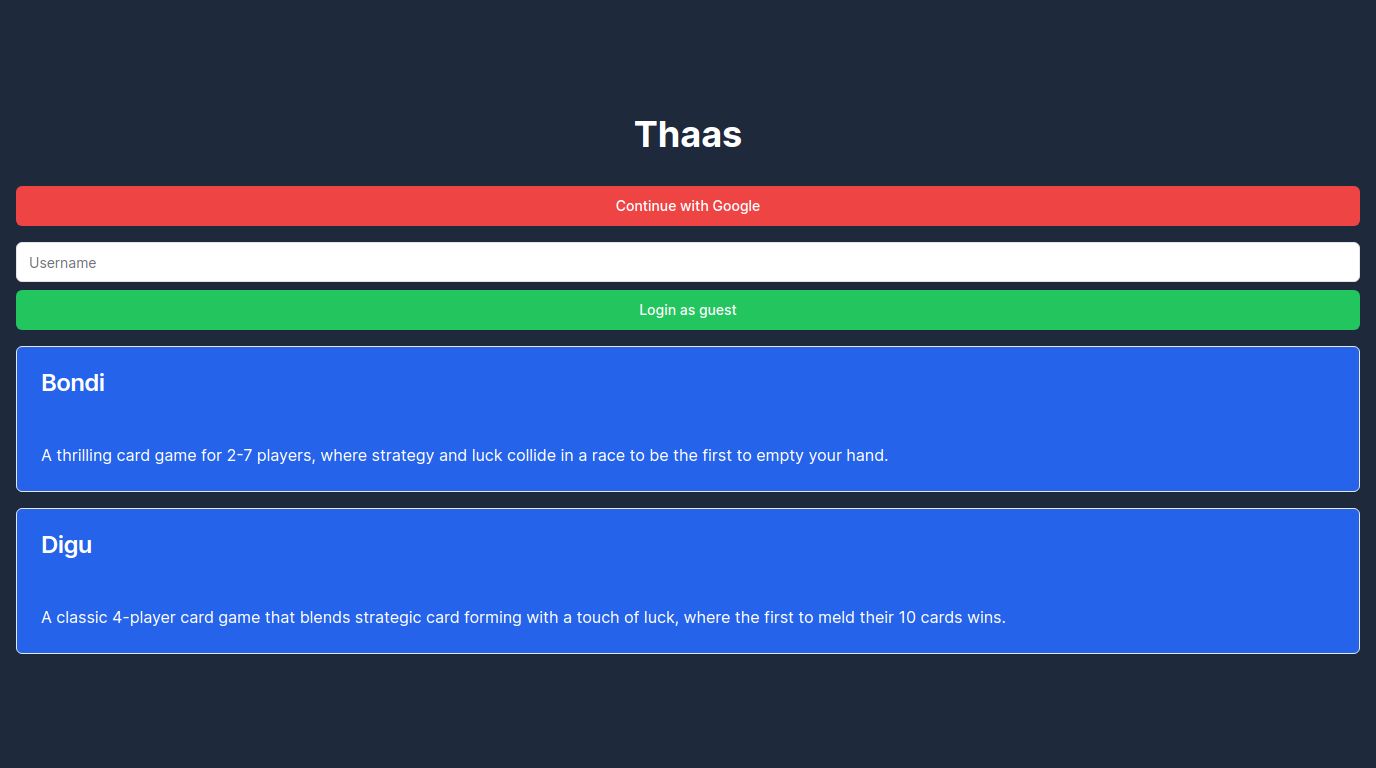 Thaas
Continue with Google
Username
Login as guest
Bondi
A thrilling card game for 2-7 players, where strategy and luck collide in a race to be the first to empty your hand.
Digu
A classic 4-player card game that blends strategic card forming with a touch of luck, where the first to meld their 10 cards wins.